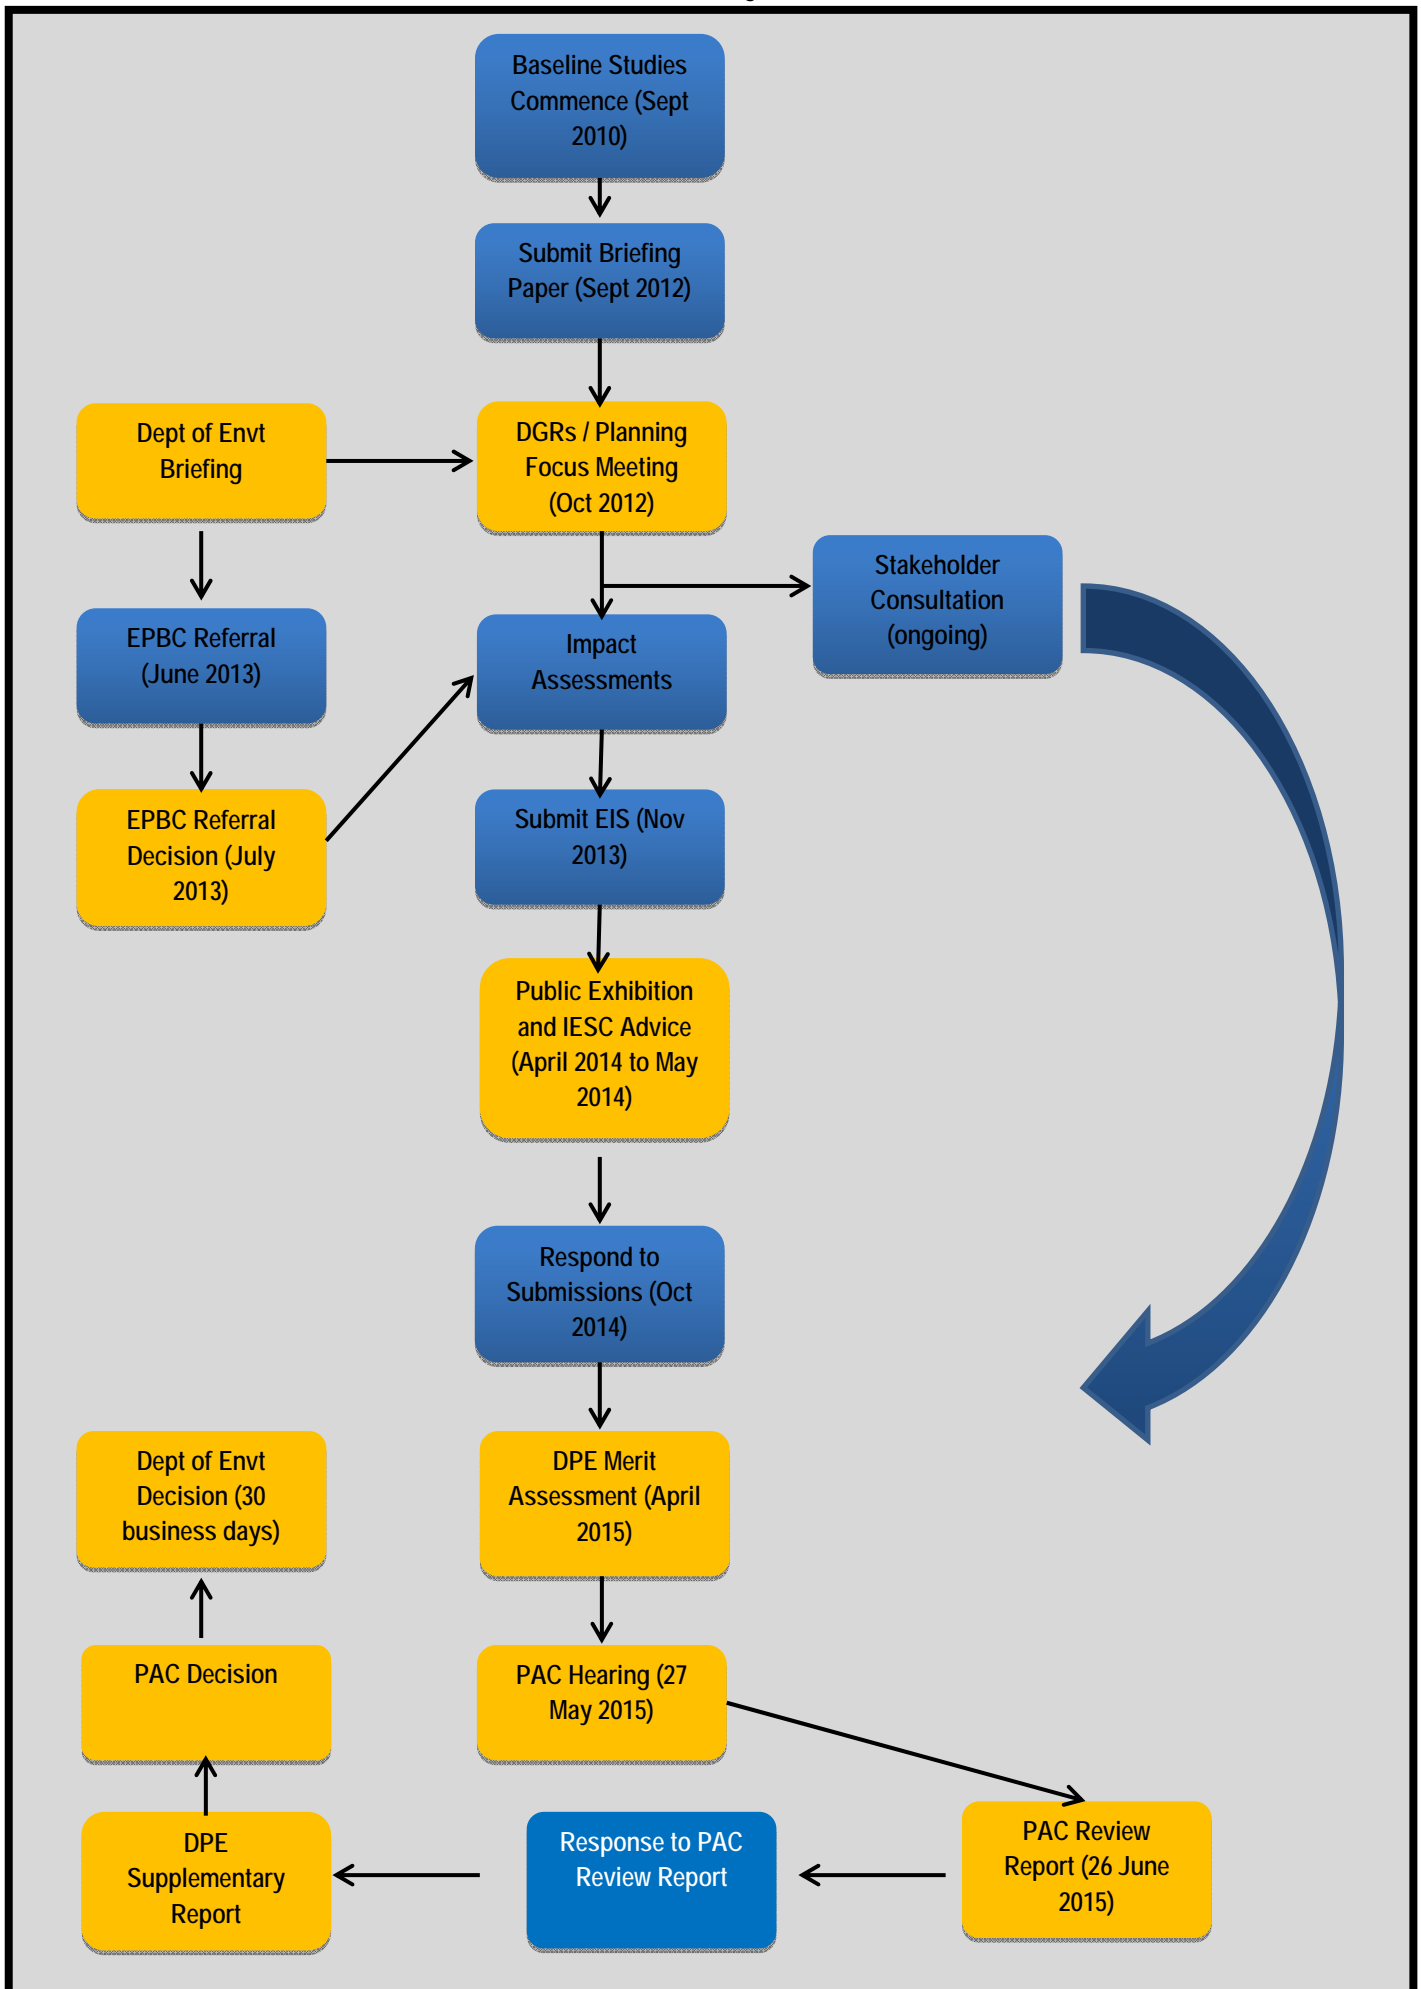 Baseline Studies
Commence (Sept
2010)
Submit Briefing
Paper (Sept 2012)
Dept of Envt
Briefing
DGRs / Planning
Focus Meeting
(Oct 2012)
Stakeholder
Consultation
(ongoing)
EPBC Referral
(June 2013)
Impact
Assessments
EPBC Referral
Decision (July
2013)
Submit EIS (Nov
2013)
Public Exhibition
and IESC Advice
(April 2014 to May
2014)
Respond to
Submissions (Oct
2014)
Dept of Envt
Decision (30
business days)
DPE Merit
Assessment (April
2015)
PAC Decision
PAC Hearing (27
May 2015)
DPE
Supplementary
Report
Response to PAC
Review Report
PAC Review
Report (26 June
2015)